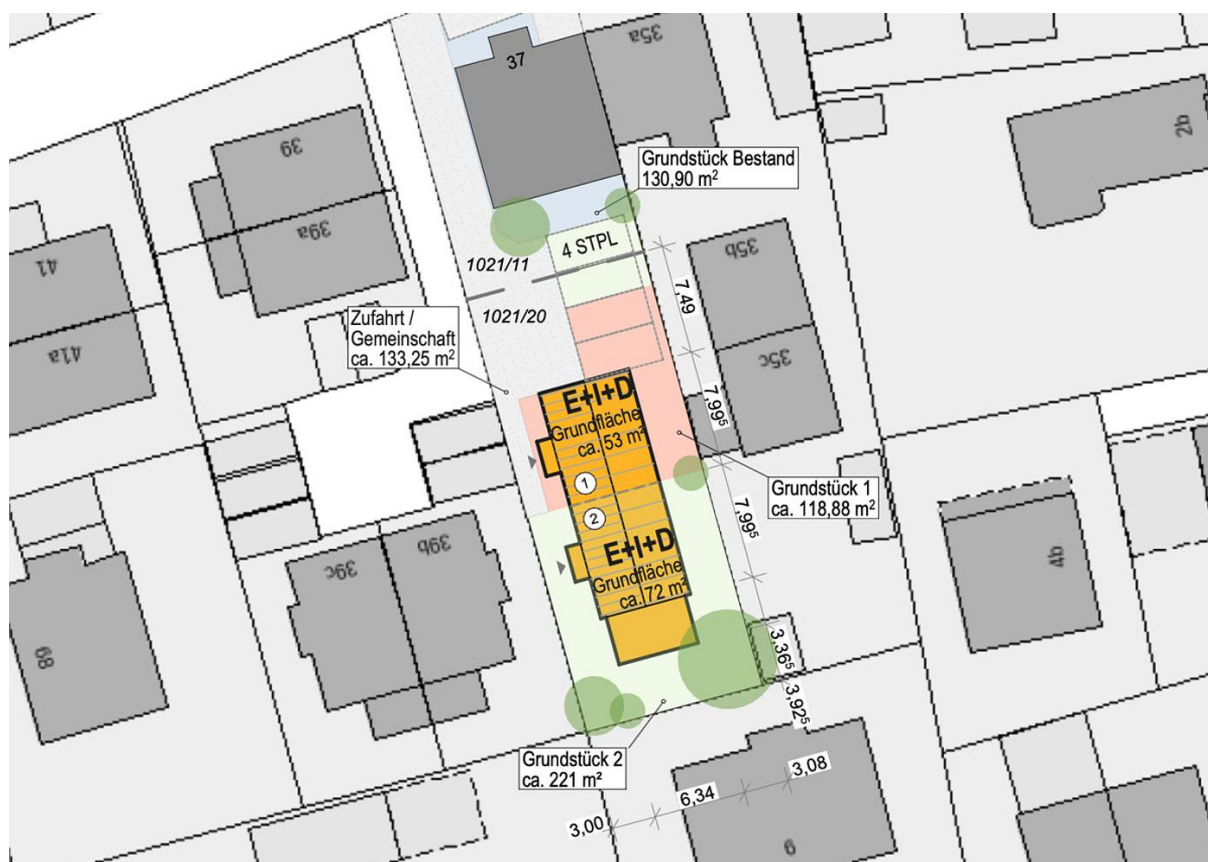 35a
37
39
2b
Grundstück Bestand
130,90 m²
39a
41
4 STPL
35b
1021/11
7,49
1021/20
Zufahrt /
Gemeinschaft
ca. 133,25 m²
41a
35c
E+I+D
Grundfläche
ca. 53 m²
7,99⁵
1
Grundstück 1
ca. 118,88 m²
2
7,99⁵
39b
39c
E+I+D
Grundfläche
ca. 72 m²
4b
3,36⁵
3,92⁵
Grundstück 2
ca. 221 m²
3,08
6,34
3,00